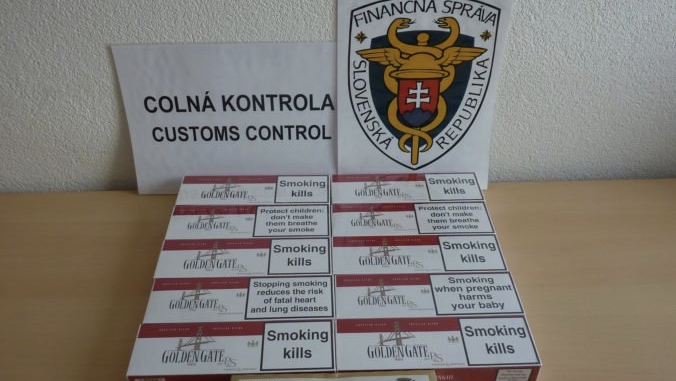 FINANČNÁ SPRÁVA
SLOVENSKÁ REPUBLIKA
COLNÁ KONTROLA
CUSTOMS CONTROL
GOLDEN GATE
Smoking
kills
GOLDEN GATE
Smoking
kills
GOLDEN GATE
Protect children:
don't make
them breathe
your smoke
GOLDEN GATE
Protect children:
don't make
them breathe
your smoke
GOLDEN GATE
Smoking
kills
GOLDEN GATE
Smoking
kills
GOLDEN GATE
Stopping smoking
reduces the risk
of fatal heart
and lung diseases
GOLDEN GATE
Smoking
when pregnant
harms
your baby
GOLDEN GATE
Smoking
kills
GOLDEN GATE
Smoking
kills